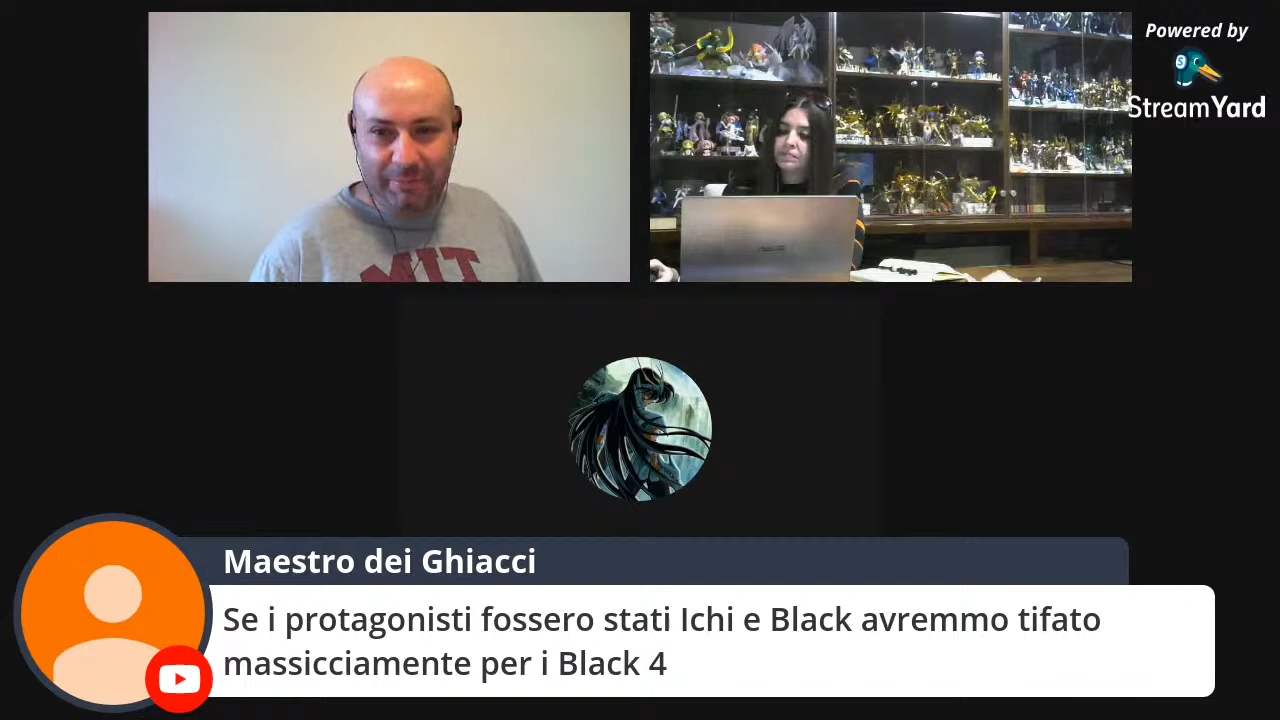 Powered by
StreamYard
MIT
Maestro dei Ghiacci
Se i protagonisti fossero stati Ichi e Black avremmo tifato
massicciamente per i Black 4